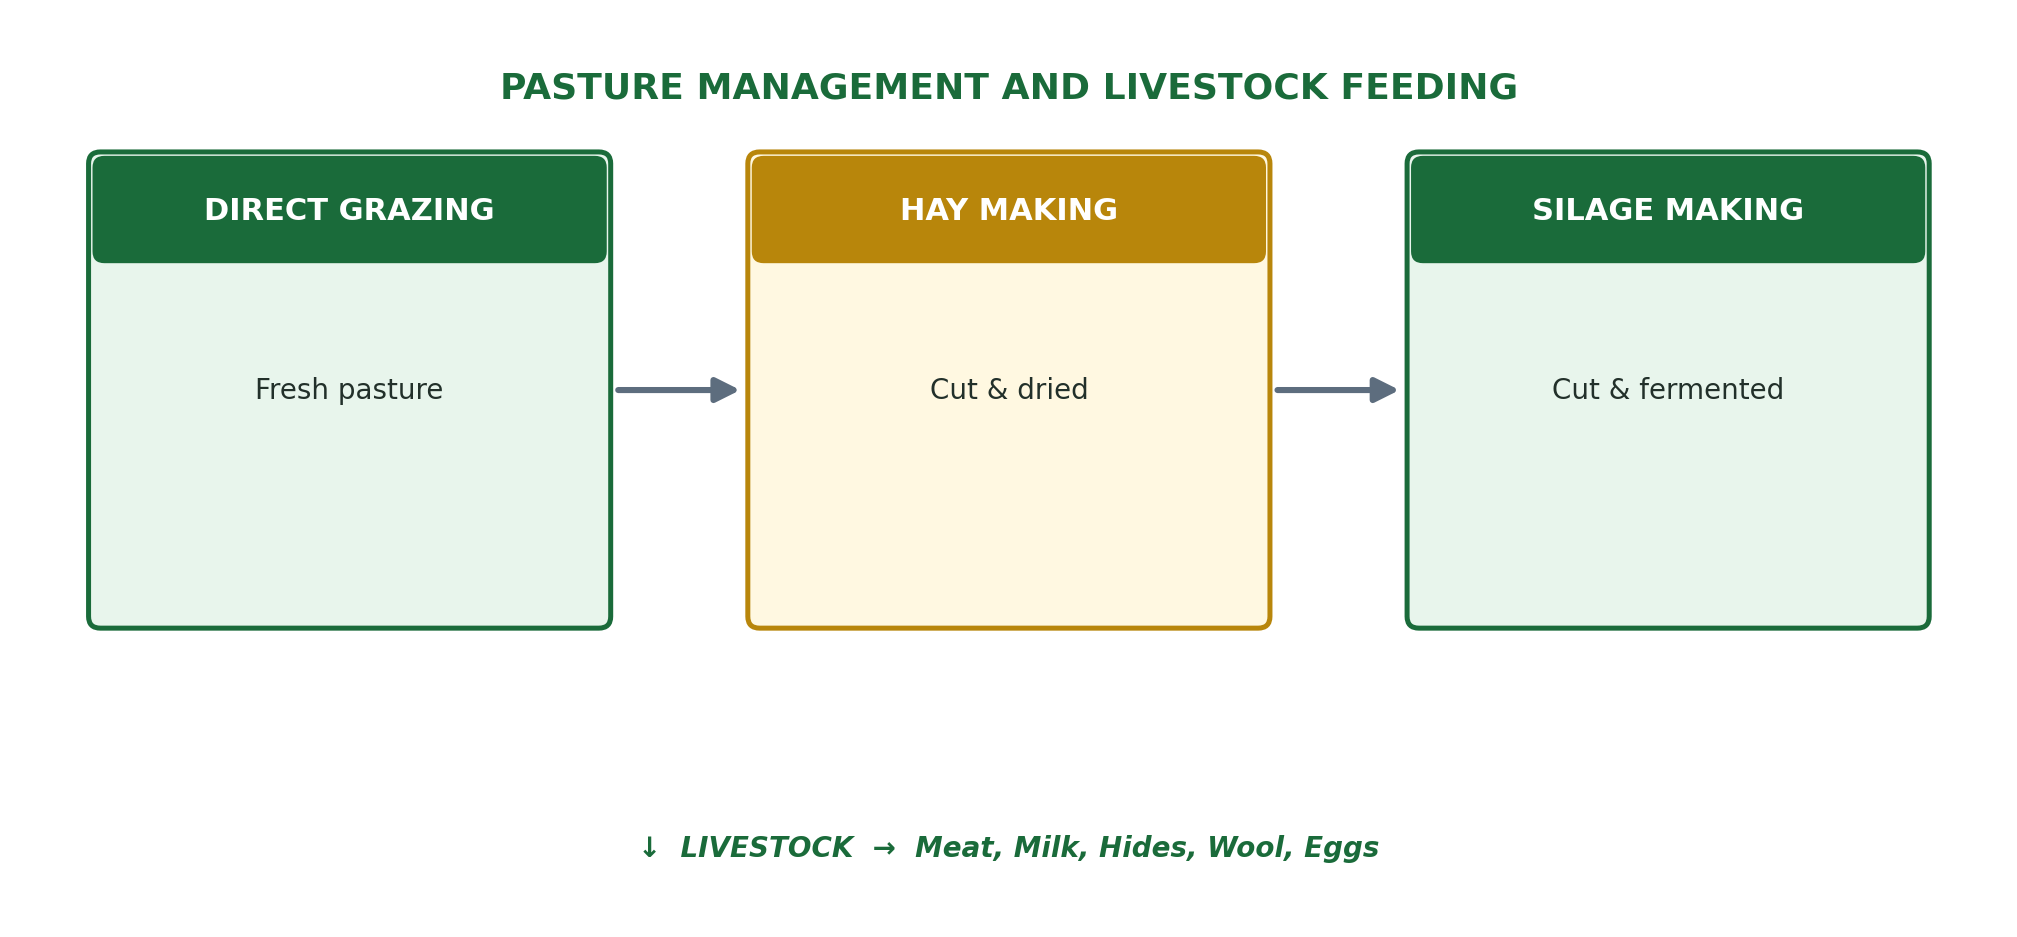 PASTURE MANAGEMENT AND LIVESTOCK FEEDING
DIRECT GRAZING
Fresh pasture
HAY MAKING
Cut & dried
SILAGE MAKING
Cut & fermented
↓ LIVESTOCK → Meat, Milk, Hides, Wool, Eggs